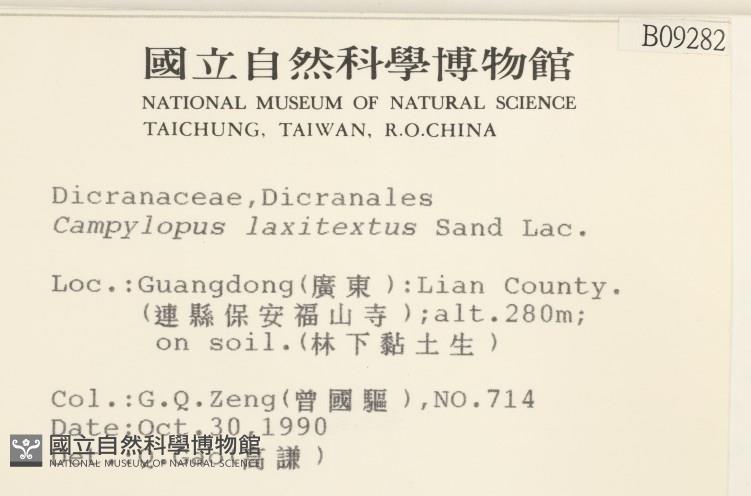 B09282
國立自然科學博物館
NATIONAL MUSEUM OF NATURAL SCIENCE
TAICHUNG, TAIWAN, R.O.CHINA
Dicranaceae,Dicranales
Campylopus laxitextus Sand Lac.
Loc.:Guangdong(廣東):Lian County.
(連縣保安福山寺);alt.280m;
on soil.(林下黏土生)
Col.:G.Q.Zeng(曾國驅),NO.714
Date:Oct.30,1990
國立自然科學博物館
NATIONAL MUSEUM OF NATURAL SCIENCE
高謙)